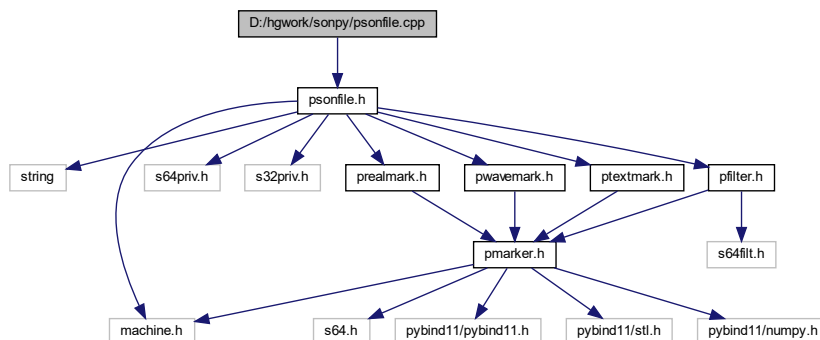 D:/hgwork/sonpy/psonfile.cpp
psonfile.h
string
s64priv.h
s32priv.h
prealmark.h
pwavemark.h
ptextmark.h
pfilter.h
pmarker.h
s64filt.h
machine.h
s64.h
pybind11/pybind11.h
pybind11/stl.h
pybind11/numpy.h